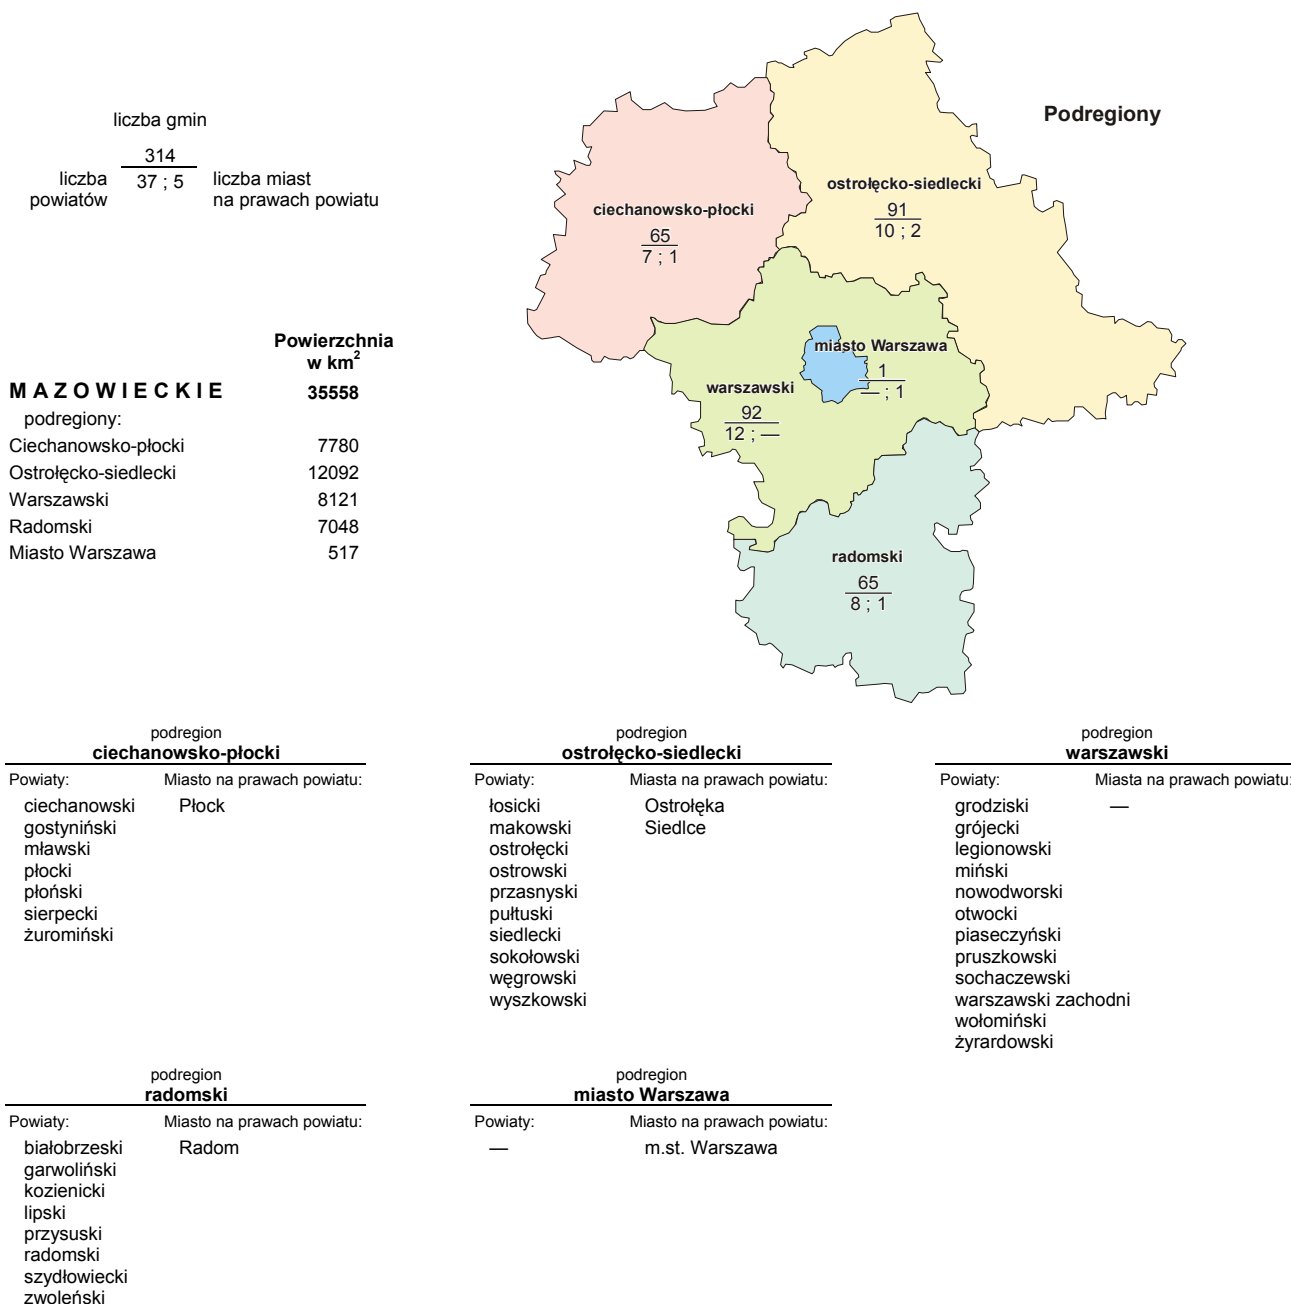 Podregiony
liczba gmin
314
liczba powiatów 37 ; 5 liczba miast na prawach powiatu
ciechanowsko-płocki
65
7 ; 1
ostrołęcko-siedlecki
91
10 ; 2
miasto Warszawa
1
— ; 1
warszawski
92
12 ; —
radomski
65
8 ; 1
Powierzchnia
w km²
MAZOWIECKIE 35558
podregiony:
Ciechanowsko-płocki 7780
Ostrołęcko-siedlecki 12092
Warszawski 8121
Radomski 7048
Miasto Warszawa 517
podregion
ciechanowsko-płocki
Powiaty: Miasto na prawach powiatu:
ciechanowski Płock
gostyniński
mławski
płocki
płoński
sierpecki
żuromiński
podregion
ostrołęcko-siedlecki
Powiaty: Miasta na prawach powiatu:
łosicki Ostrołęka
makowski Siedlce
ostrołęcki
ostrowski
przasnyski
pułtuski
siedlecki
sokołowski
węgrowski
wyszkowski
podregion
warszawski
Powiaty: Miasta na prawach powiatu:
grodziski —
grójecki
legionowski
miński
nowodworski
otwocki
piaseczyński
pruszkowski
sochaczewski
warszawski zachodni
wołomiński
żyrardowski
podregion
radomski
Powiaty: Miasto na prawach powiatu:
białobrzeski Radom
garwoliński
kozienicki
lipski
przysuski
radomski
szydłowiecki
zwoleński
podregion
miasto Warszawa
Powiaty: Miasto na prawach powiatu:
— m.st. Warszawa